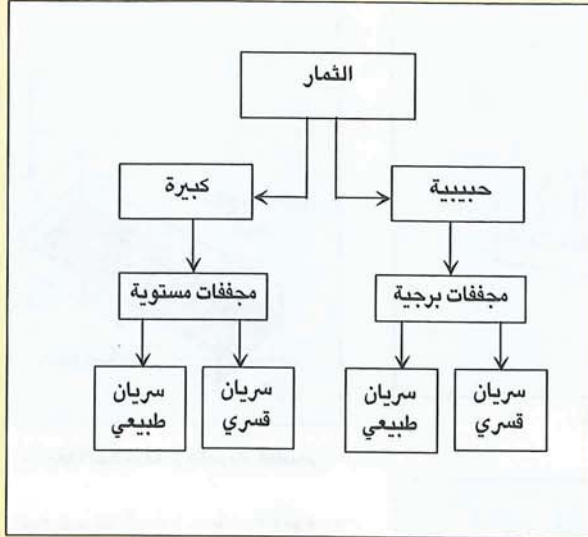 الثمار
حبيبية
كبيرة
مجففات برجية
مجففات مستوية
سريان
قسري
سريان
طبيعي
سريان
قسري
سريان
طبيعي